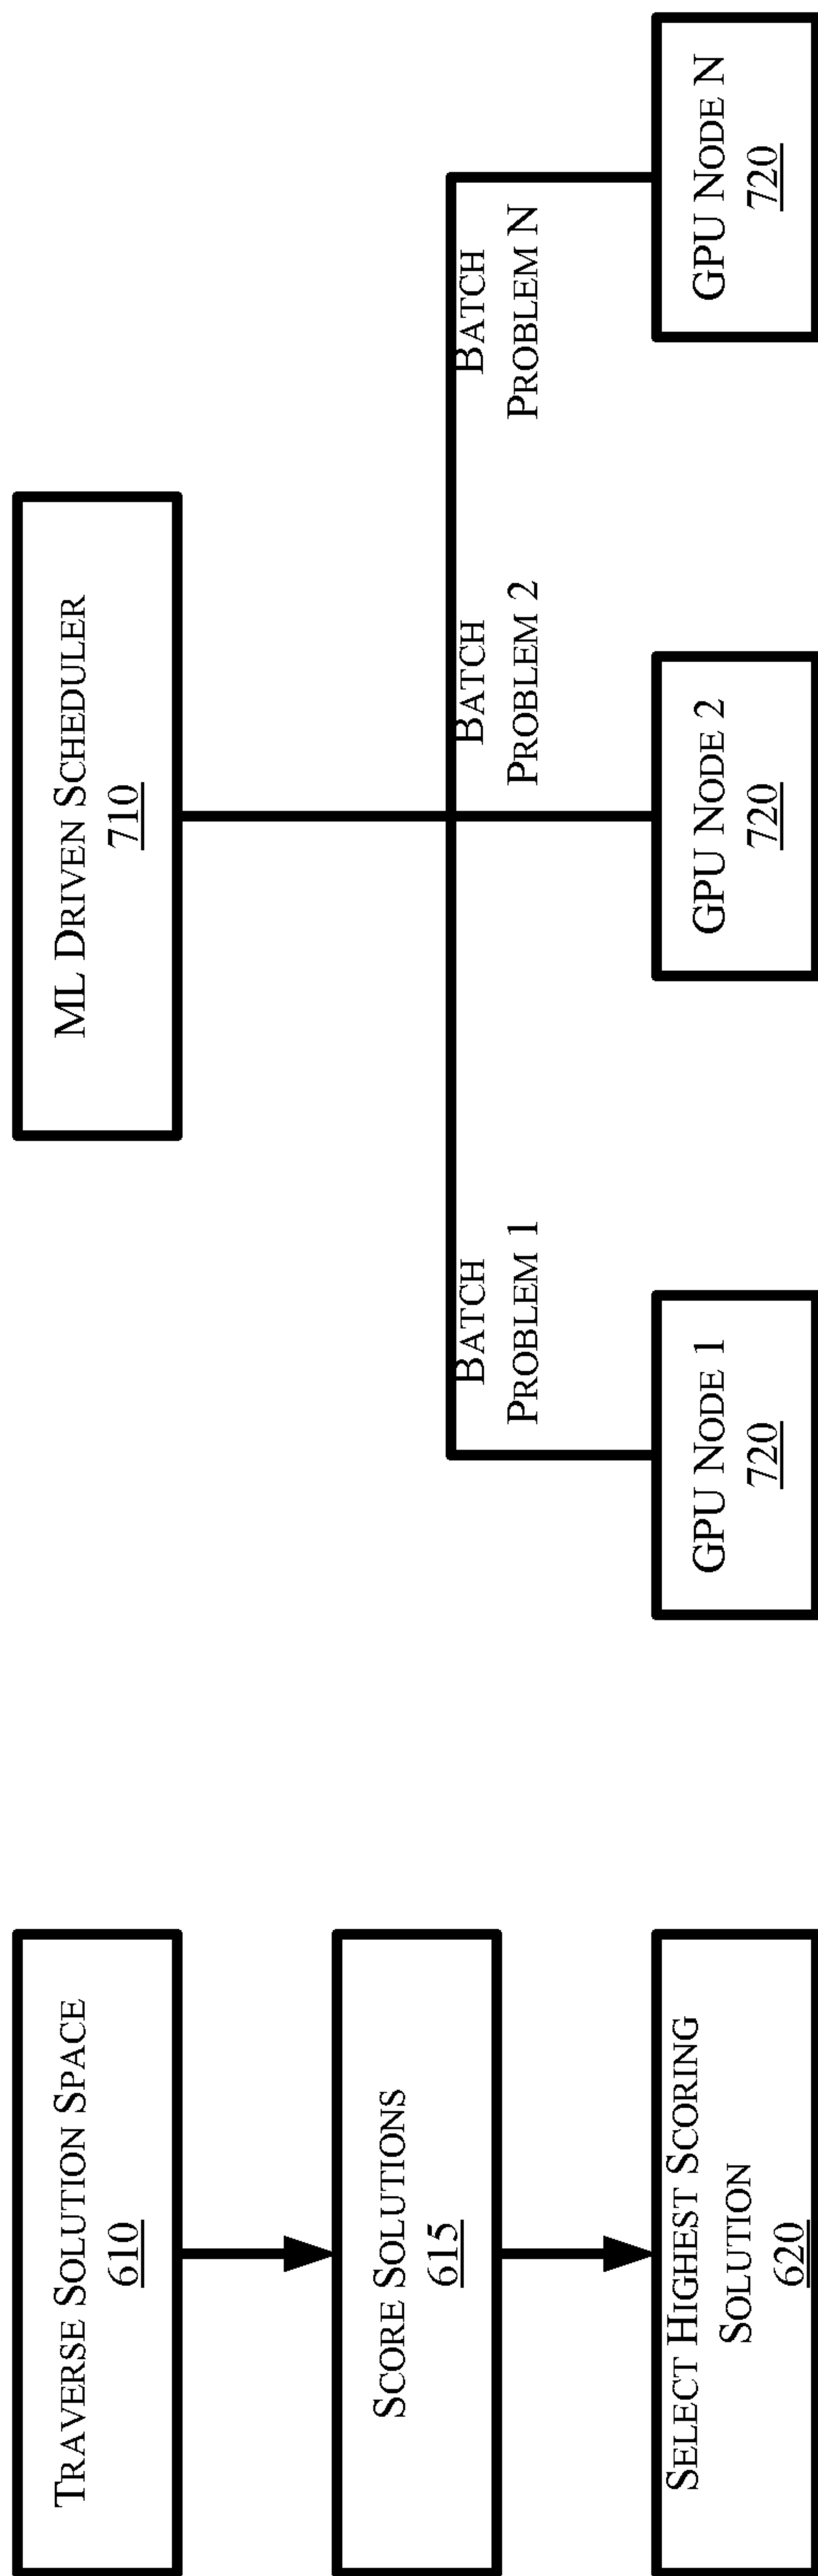 TRAVERSE SOLUTION SPACE
610
SCORE SOLUTIONS
615
SELECT HIGHEST SCORING
SOLUTION
620
ML DRIVEN SCHEDULER
710
BATCH
PROBLEM 1
BATCH
PROBLEM 2
BATCH
PROBLEM N
GPU NODE 1
720
GPU NODE 2
720
GPU NODE N
720